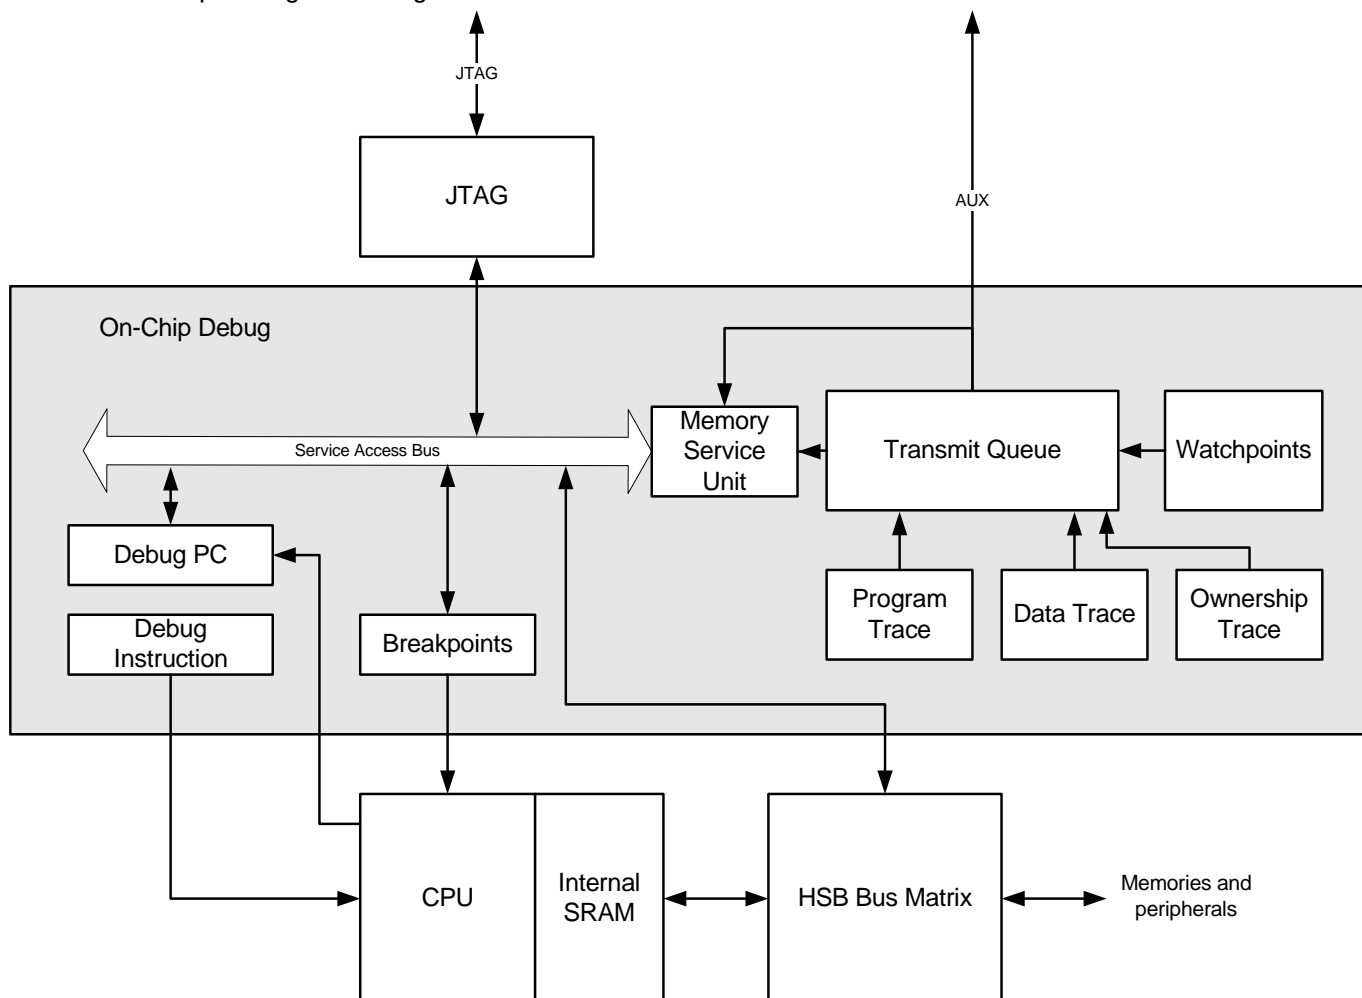 JTAG
AUX
JTAG
On-Chip Debug
Service Access Bus
Memory
Service
Unit
Transmit Queue
Watchpoints
Debug PC
Debug
Instruction
Breakpoints
Program
Trace
Data Trace
Ownership
Trace
CPU
Internal
SRAM
HSB Bus Matrix
Memories and
peripherals